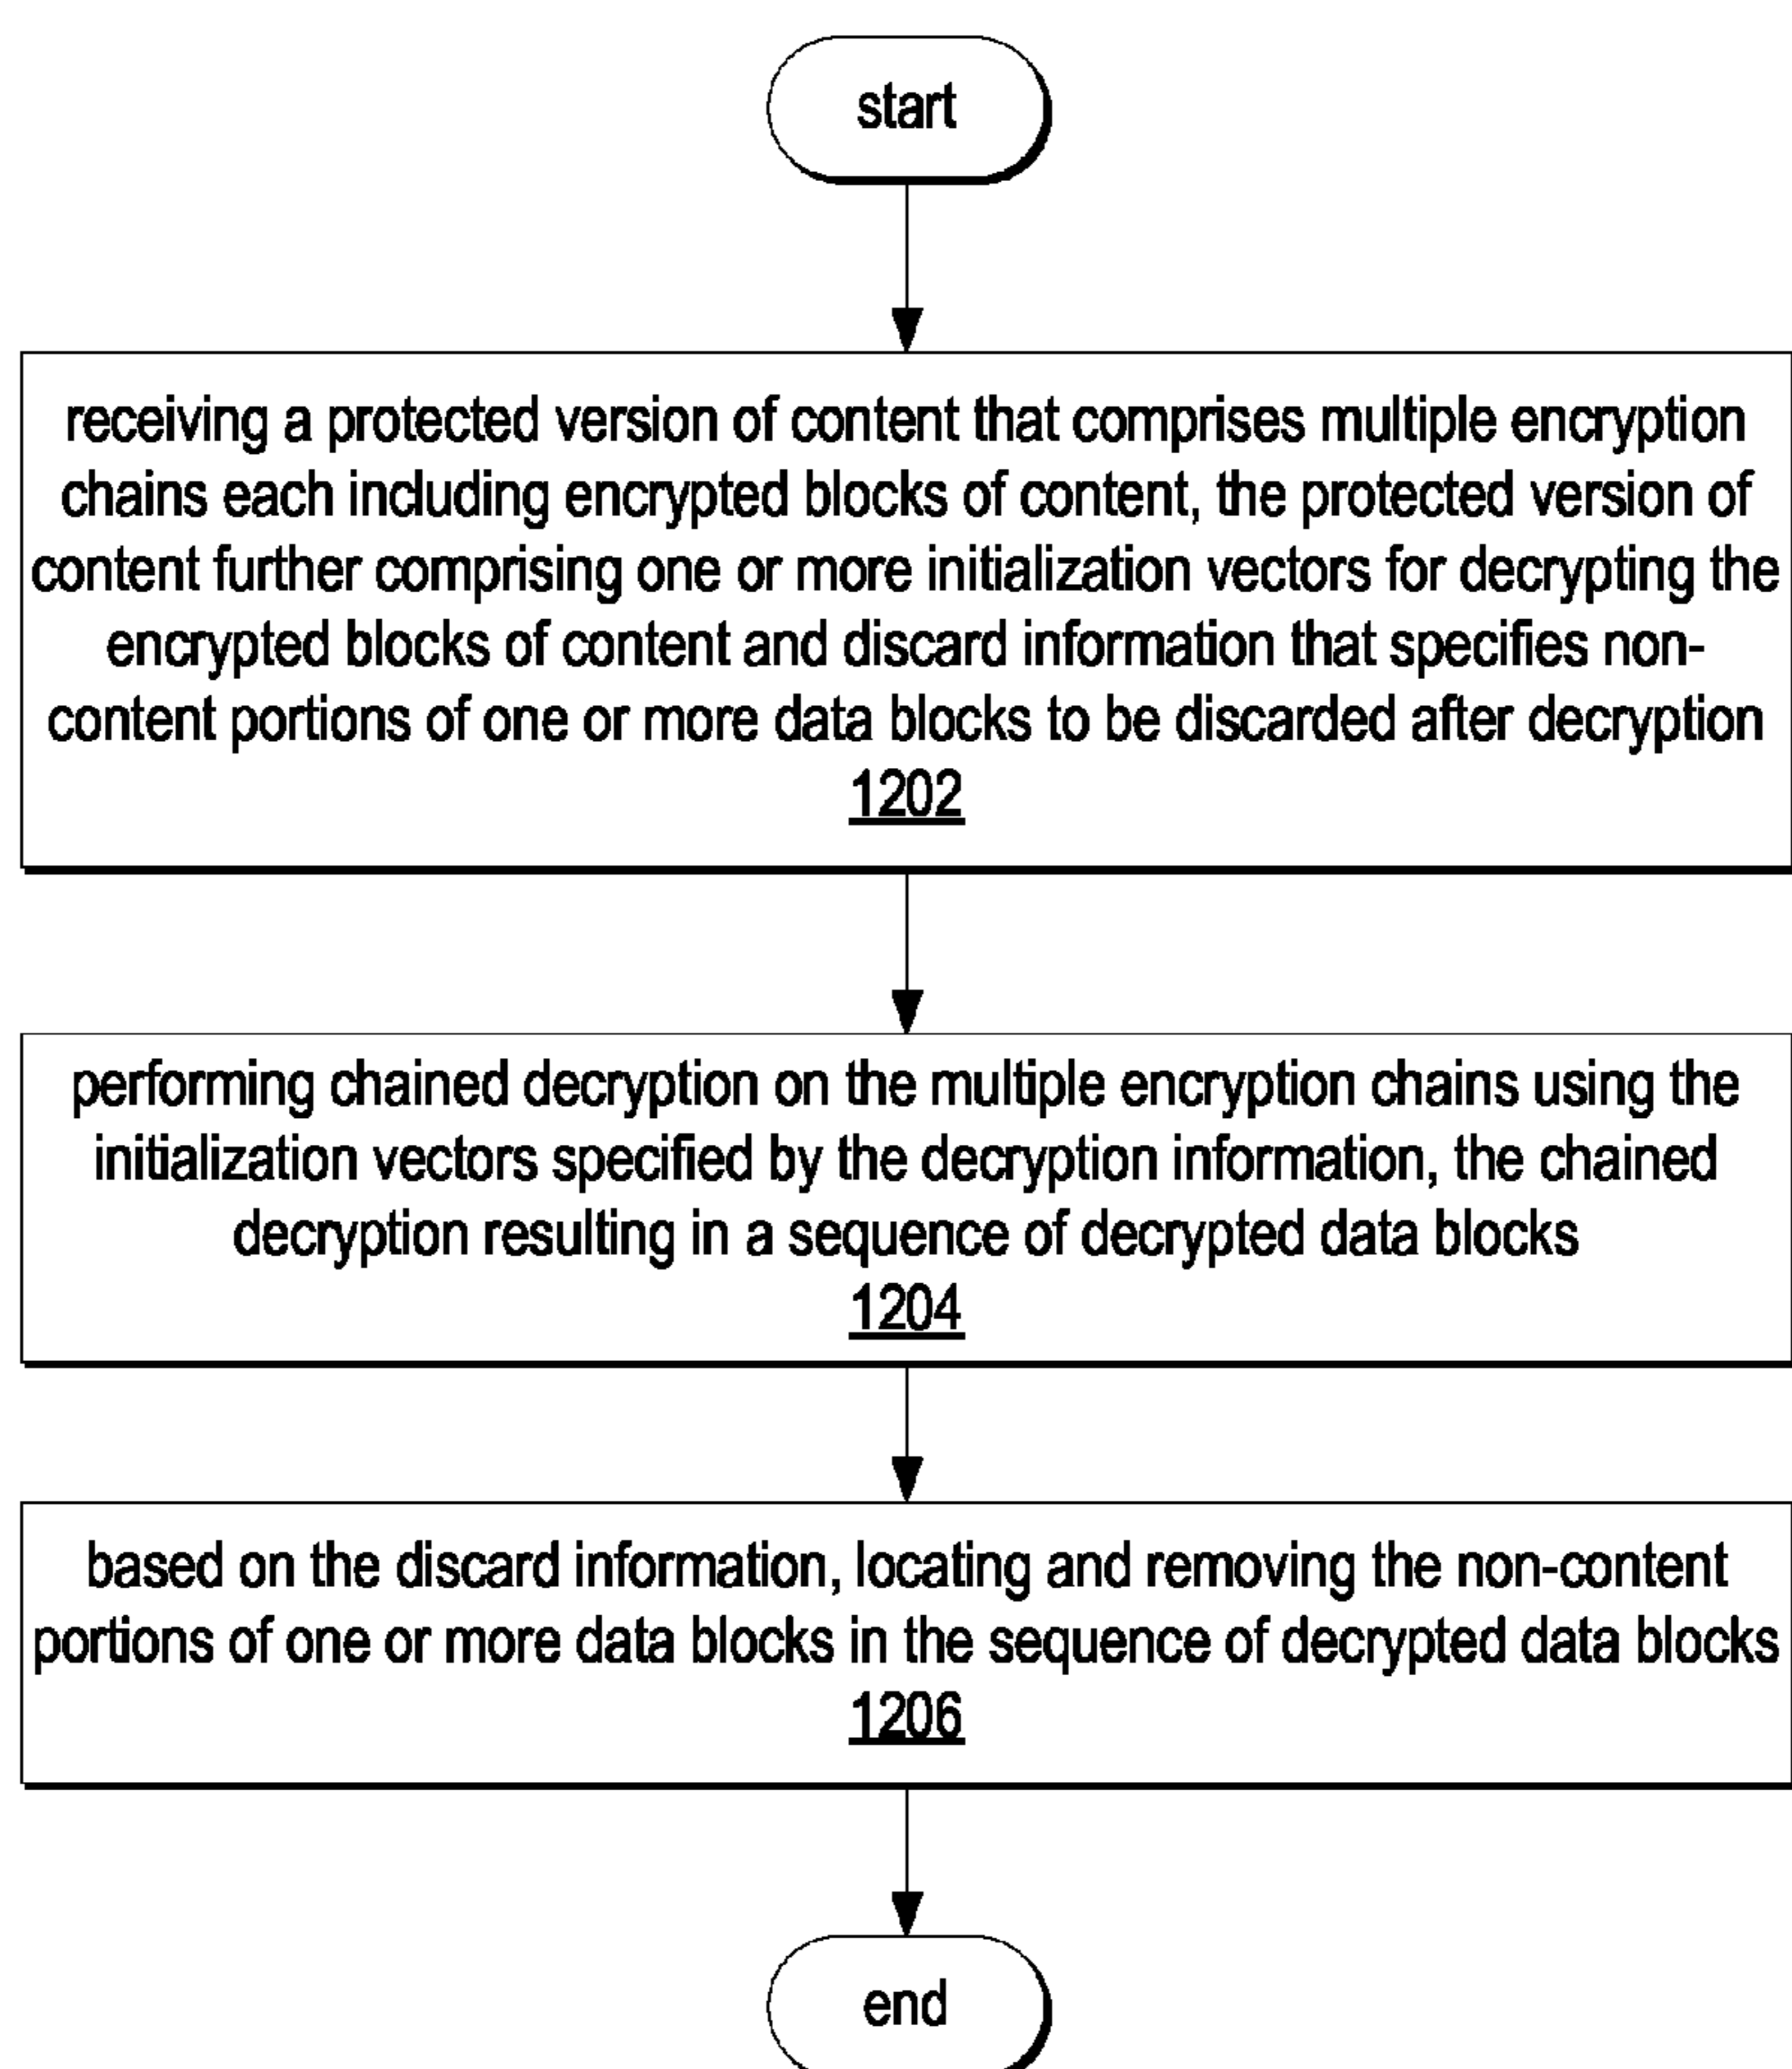 start
receiving a protected version of content that comprises multiple encryption
chains each including encrypted blocks of content, the protected version of
content further comprising one or more initialization vectors for decrypting the
encrypted blocks of content and discard information that specifies non-
content portions of one or more data blocks to be discarded after decryption
1202
performing chained decryption on the multiple encryption chains using the
initialization vectors specified by the decryption information, the chained
decryption resulting in a sequence of decrypted data blocks
1204
based on the discard information, locating and removing the non-content
portions of one or more data blocks in the sequence of decrypted data blocks
1206
end